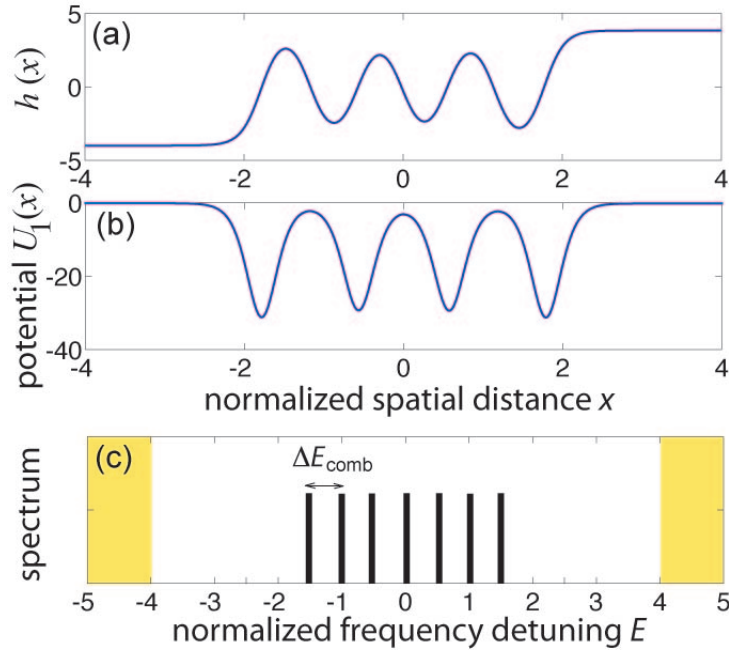 (a)
h (x)
5
0
-5
-4 -2 0 2 4
(b)
potential U1(x)
0
-20
-40
-4 -2 0 2 4
normalized spatial distance x
(c)
spectrum
ΔEcomb
-5 -4 -3 -2 -1 0 1 2 3 4 5
normalized frequency detuning E